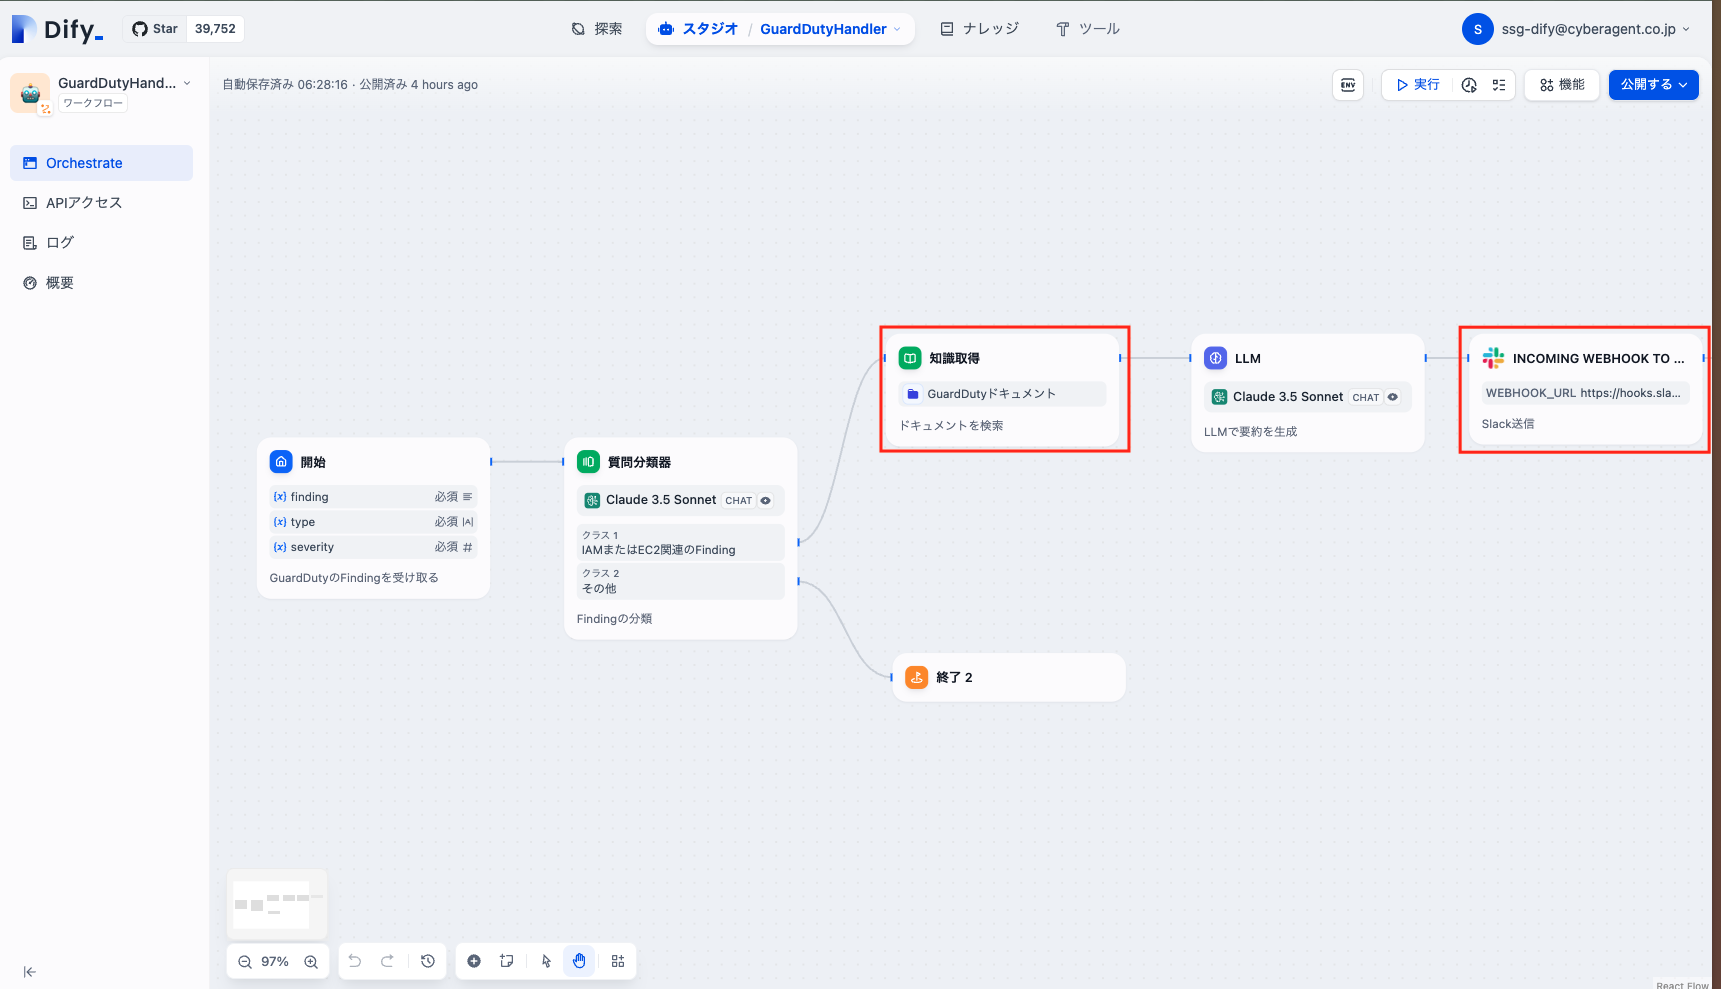 Dify_
Star 39,752
探索
スタジオ / GuardDutyHandler
ナレッジ
ツール
S ssg-dify@cyberagent.co.jp
GuardDutyHand...
ワークフロー
自動保存済み 06:28:16 · 公開済み 4 hours ago
ENV
実行
機能
公開する
Orchestrate
APIアクセス
ログ
概要
開始
{x} finding 必須
{x} type 必須
{x} severity 必須
GuardDutyのFindingを受け取る
質問分類器
Claude 3.5 Sonnet CHAT
クラス 1
IAMまたはEC2関連のFinding
クラス 2
その他
Findingの分類
知識取得
GuardDutyドキュメント
ドキュメントを検索
LLM
Claude 3.5 Sonnet CHAT
LLMで要約を生成
INCOMING WEBHOOK TO ...
WEBHOOK_URL https://hooks.sla...
Slack送信
終了 2
97%
React Flow